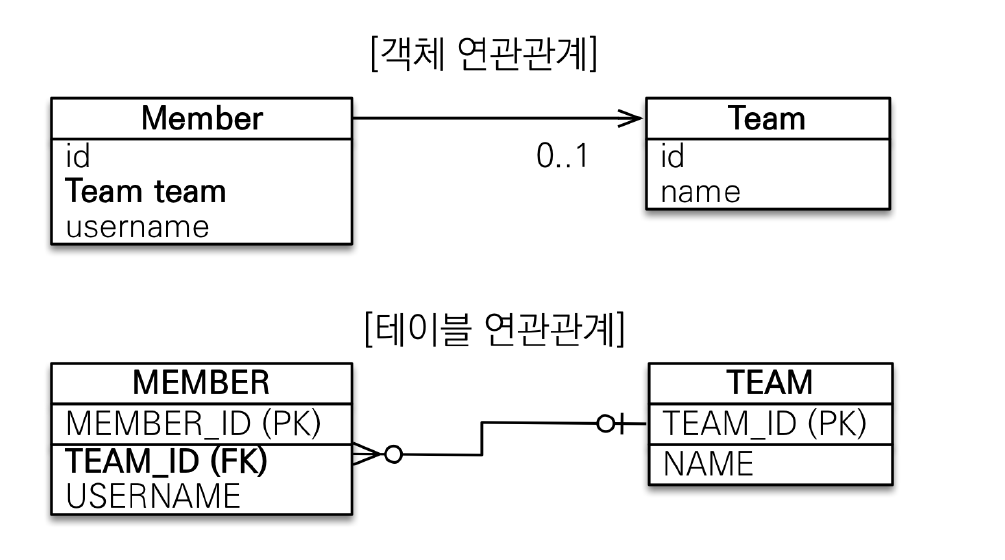 [객체 연관관계]
Member
id
Team team
username
0..1
Team
id
name
[테이블 연관관계]
MEMBER
MEMBER_ID (PK)
TEAM_ID (FK)
USERNAME
TEAM
TEAM_ID (PK)
NAME